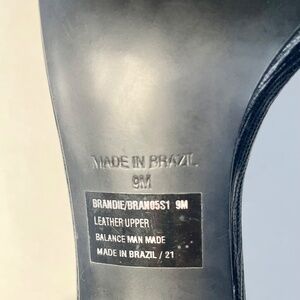 MADE IN BRAZIL
9M
BRANDIE/BRAN05S1 9M
LEATHER UPPER
BALANCE MAN MADE
MADE IN BRAZIL / 21